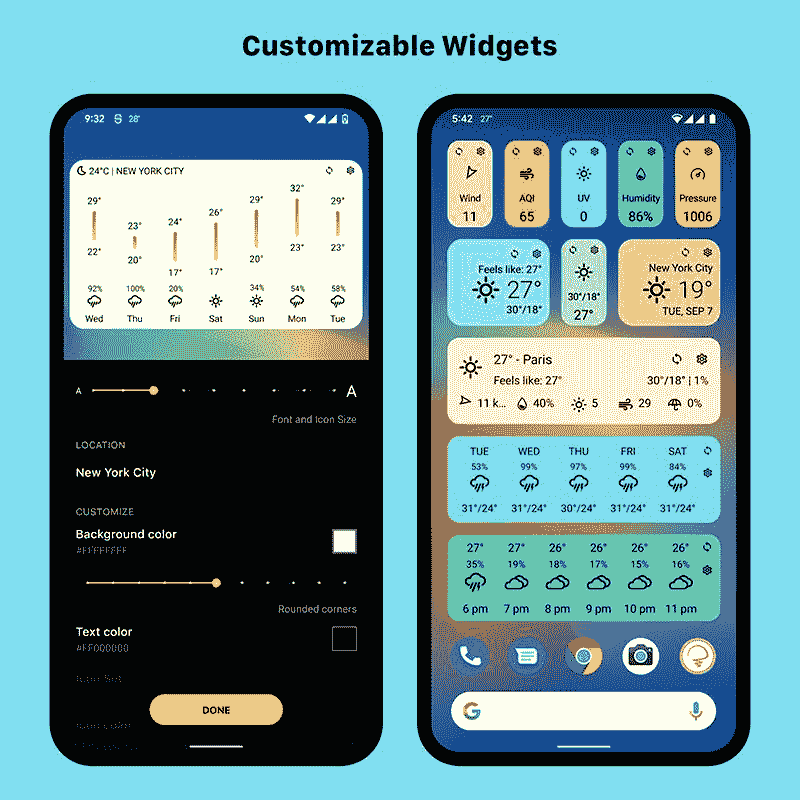 Customizable Widgets
9:32 28°
24°C | NEW YORK CITY
29° 23° 24° 26° 29° 32° 29°
22° 20° 17° 17° 20° 23° 23°
92% 100% 20% 34% 54% 58%
Wed Thu Fri Sat Sun Mon Tue
A A
Font and Icon Size
LOCATION
New York City
CUSTOMIZE
Background color
#FFFFFFFF
Rounded corners
Text color
#FF000000
Icon Set
DONE
Icon Color
5:42 27°
Wind AQI UV Humidity Pressure
11 65 0 86% 1006
Feels like: 27°
27°
30°/18°
30°/18°
27°
New York City
19°
TUE, SEP 7
27° - Paris
Feels like: 27° 30°/18° | 1%
11 k... 40% 5 29 0%
TUE WED THU FRI SAT
53% 99% 97% 99% 84%
31°/24° 31°/24° 30°/24° 31°/24° 31°/24°
27° 27° 26° 26° 26° 26°
35% 19% 18% 17% 15% 16%
6 pm 7 pm 8 pm 9 pm 10 pm 11 pm
G